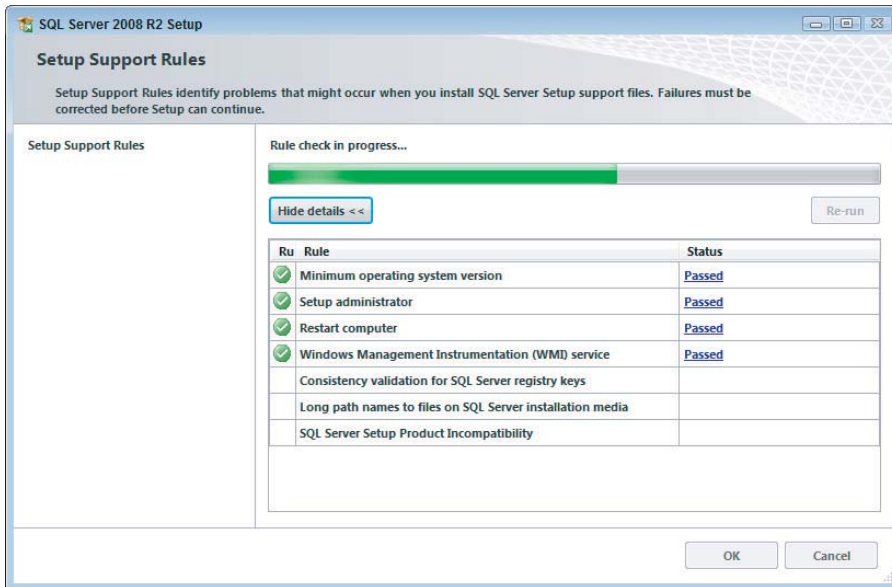 SQL Server 2008 R2 Setup
Setup Support Rules
Setup Support Rules identify problems that might occur when you install SQL Server Setup support files. Failures must be
corrected before Setup can continue.
Setup Support Rules
Rule check in progress...
Hide details <<
Re-run
Ru Rule Status
Minimum operating system version Passed
Setup administrator Passed
Restart computer Passed
Windows Management Instrumentation (WMI) service Passed
Consistency validation for SQL Server registry keys
Long path names to files on SQL Server installation media
SQL Server Setup Product Incompatibility
OK Cancel